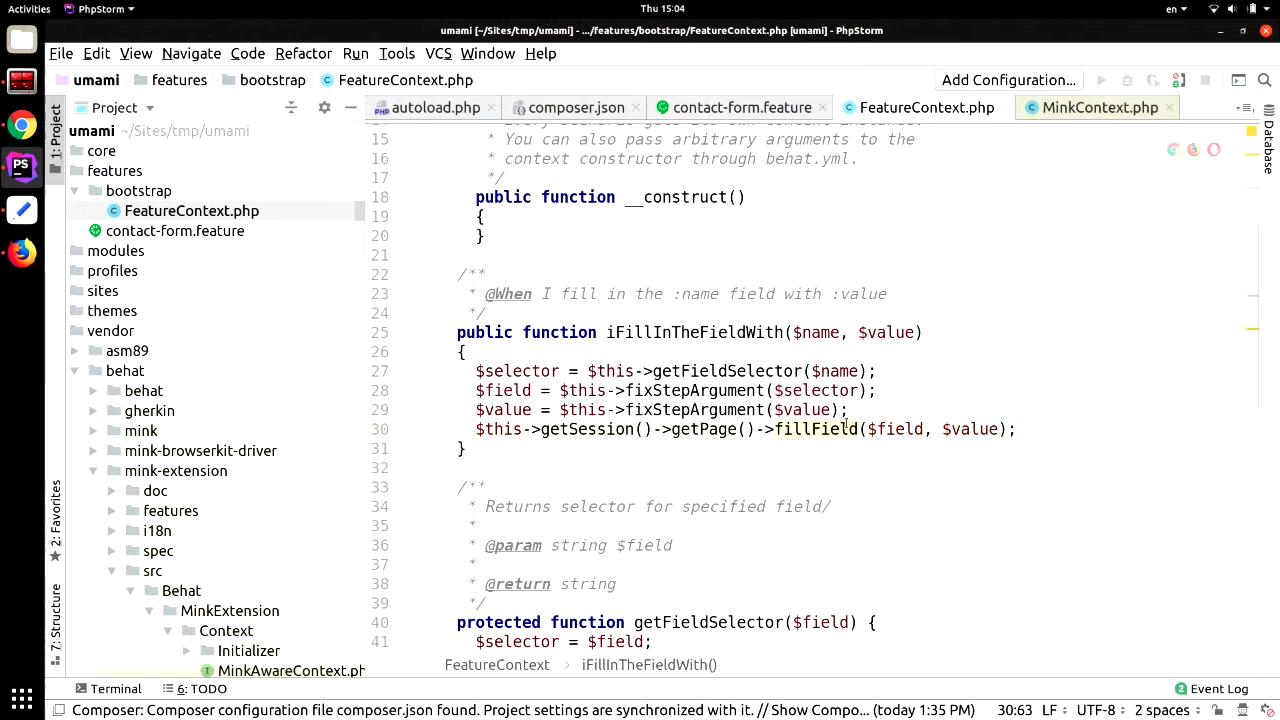 Activities
PhpStorm
Thu 15:04
en
umami [~/Sites/tmp/umami] - .../features/bootstrap/FeatureContext.php [umami] - PhpStorm
File Edit View Navigate Code Refactor Run Tools VCS Window Help
umami features bootstrap FeatureContext.php
Add Configuration...
1: Project
2: Favorites
7: Structure
Project
umami ~/Sites/tmp/umami
core
features
bootstrap
FeatureContext.php
contact-form.feature
modules
profiles
sites
themes
vendor
asm89
behat
behat
gherkin
mink
mink-browserkit-driver
mink-extension
doc
features
i18n
spec
src
Behat
MinkExtension
Context
Initializer
MinkAwareContext.ph
autoload.php composer.json contact-form.feature FeatureContext.php MinkContext.php
Database
15 * You can also pass arbitrary arguments to the
16 * context constructor through behat.yml.
17 */
18 public function __construct()
19 {
20 }
21
22 /**
23 * @When I fill in the :name field with :value
24 */
25 public function iFillInTheFieldWith($name, $value)
26 {
27 $selector = $this->getFieldSelector($name);
28 $field = $this->fixStepArgument($selector);
29 $value = $this->fixStepArgument($value);
30 $this->getSession()->getPage()->fillField($field, $value);
31 }
32
33 /**
34 * Returns selector for specified field/
35 *
36 * @param string $field
37 *
38 * @return string
39 */
40 protected function getFieldSelector($field) {
41 $selector = $field;
FeatureContext iFillInTheFieldWith()
Terminal 6: TODO
2 Event Log
Composer: Composer configuration file composer.json found. Project settings are synchronized with it. // Show Compo... (today 1:35 PM) 30:63 LF UTF-8 2 spaces